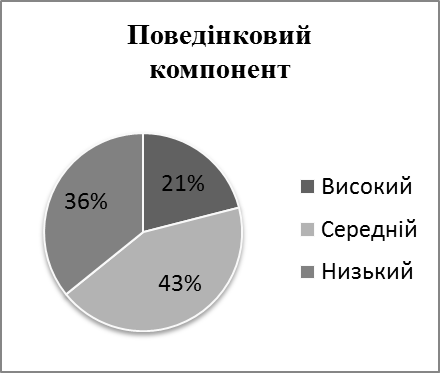 Поведінковий
компонент
21%
36%
43%
Високий
Середній
Низький